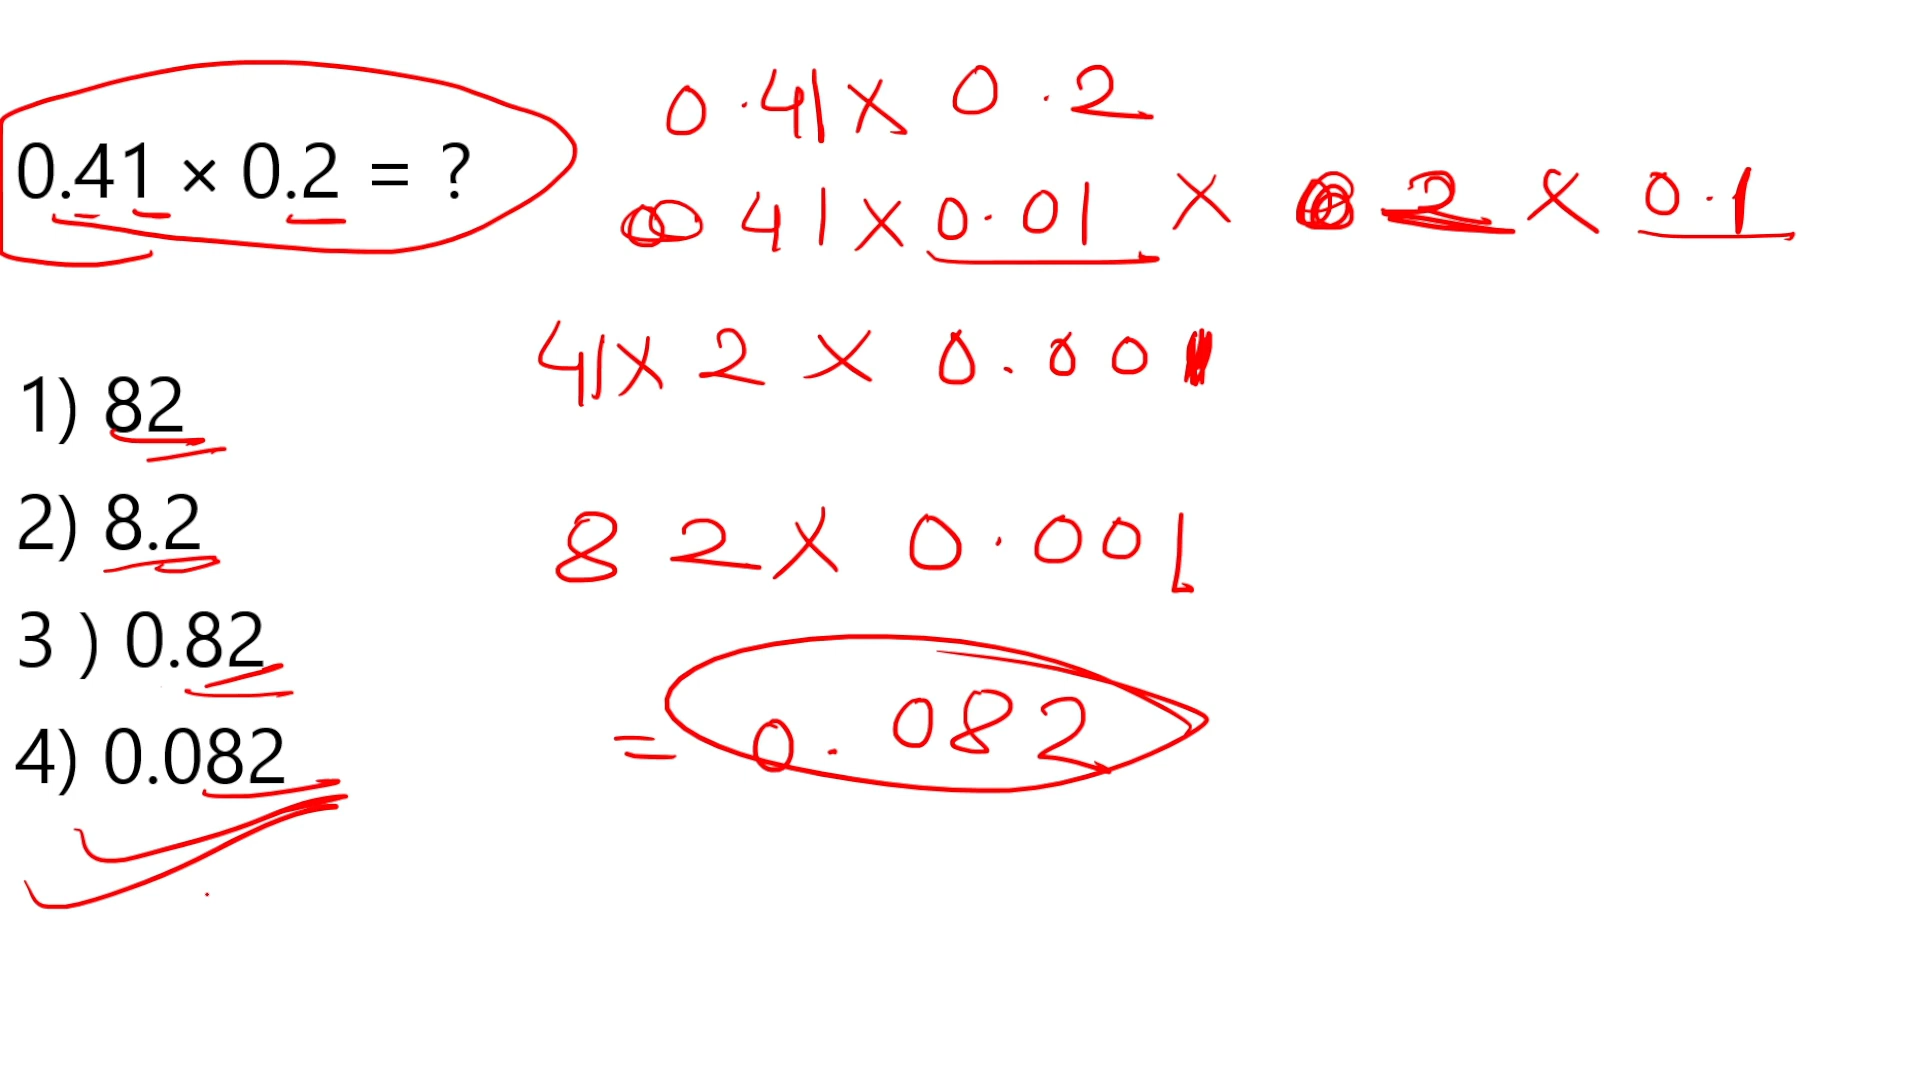 0.41 × 0.2 = ?
1) 82
2) 8.2
3 ) 0.82
4) 0.082
0.41 × 0.2
41 × 0.01 × 2 × 0.1
41 × 2 × 0.001
82 × 0.001
= 0.082